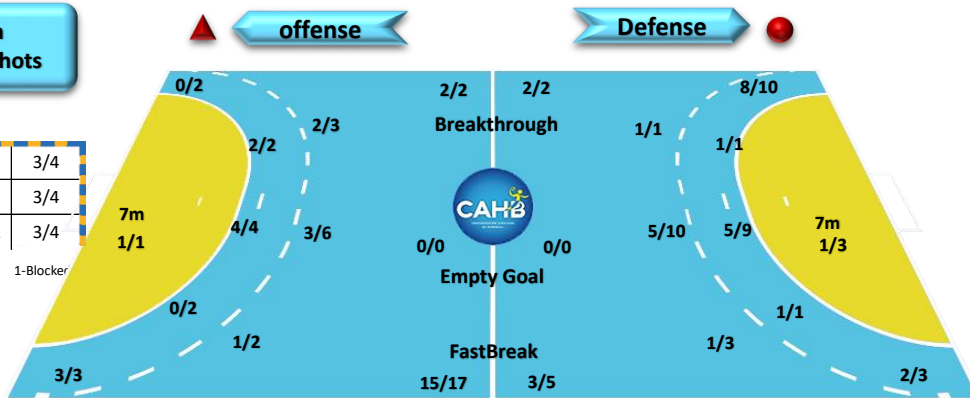 offense
Defense
hots
0/2
2/2
2/2
8/10
2/3
Breakthrough
1/1
2/2
1/1
3/4
3/4
3/4
1-Blocked
CAHB
7m
1/1
4/4
3/6
0/0
0/0
5/10
5/9
7m
1/3
Empty Goal
0/2
1/1
1/2
1/3
FastBreak
3/3
15/17
3/5
2/3